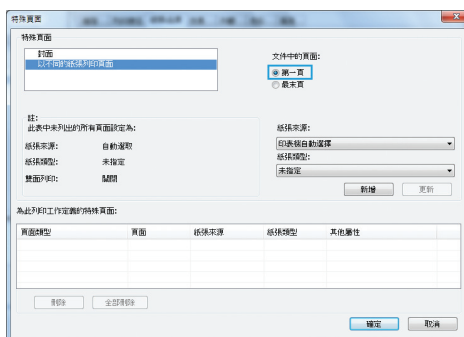 特殊頁面
特殊頁面
封面
以不同的紙張列印頁面
文件中的頁面:
第一頁
最末頁
註:
此表中未列出的所有頁面設定為:
紙張來源: 自動選取
紙張類型: 未指定
雙面列印: 關閉
紙張來源:
印表機自動選擇
紙張類型:
未指定
新增 更新
為此列印工作定義的特殊頁面:
頁面類型 頁面 紙張來源 紙張類型 其他屬性
刪除 全部刪除
確定 取消